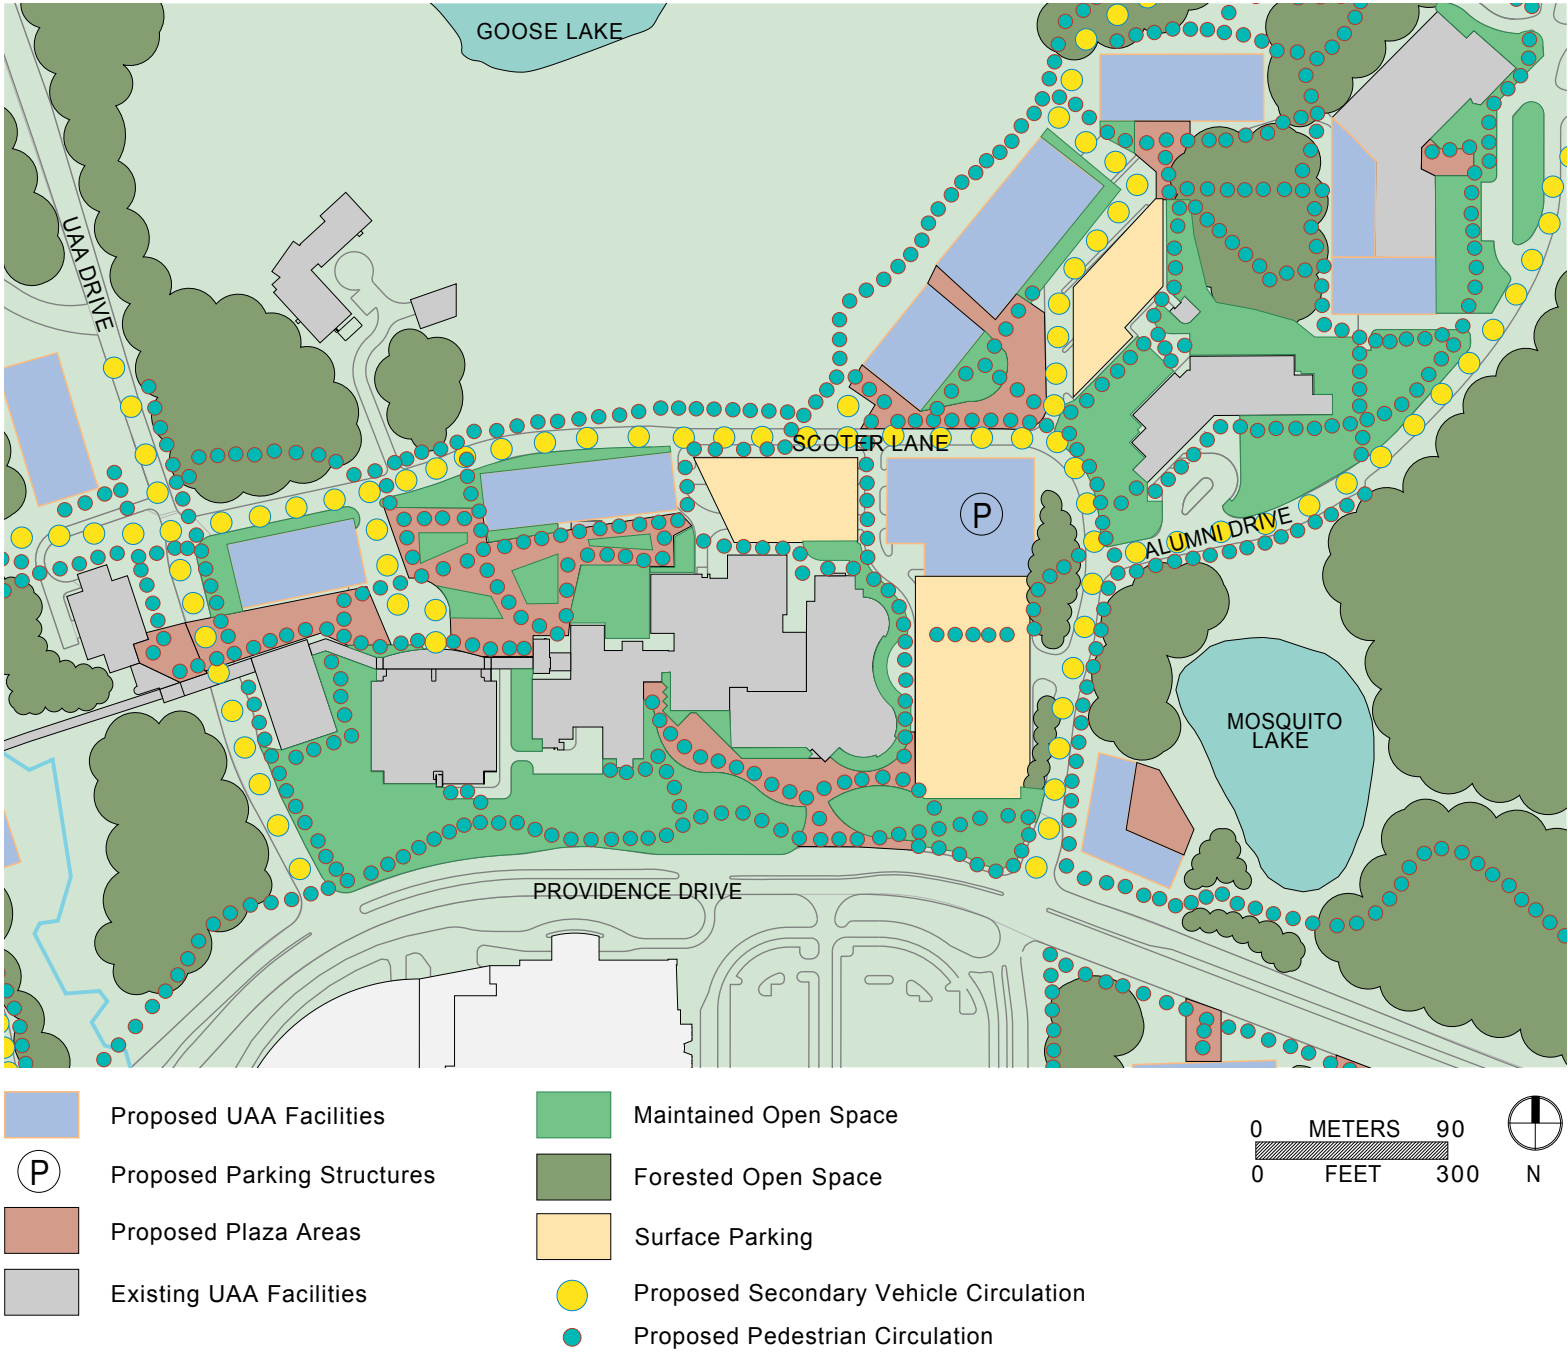 GOOSE LAKE
UAA DRIVE
SCOTER LANE
P
ALUMNI DRIVE
MOSQUITO
LAKE
PROVIDENCE DRIVE
Proposed UAA Facilities
P
Proposed Parking Structures
Proposed Plaza Areas
Existing UAA Facilities
Maintained Open Space
Forested Open Space
Surface Parking
Proposed Secondary Vehicle Circulation
Proposed Pedestrian Circulation
0 METERS 90
0 FEET 300
N